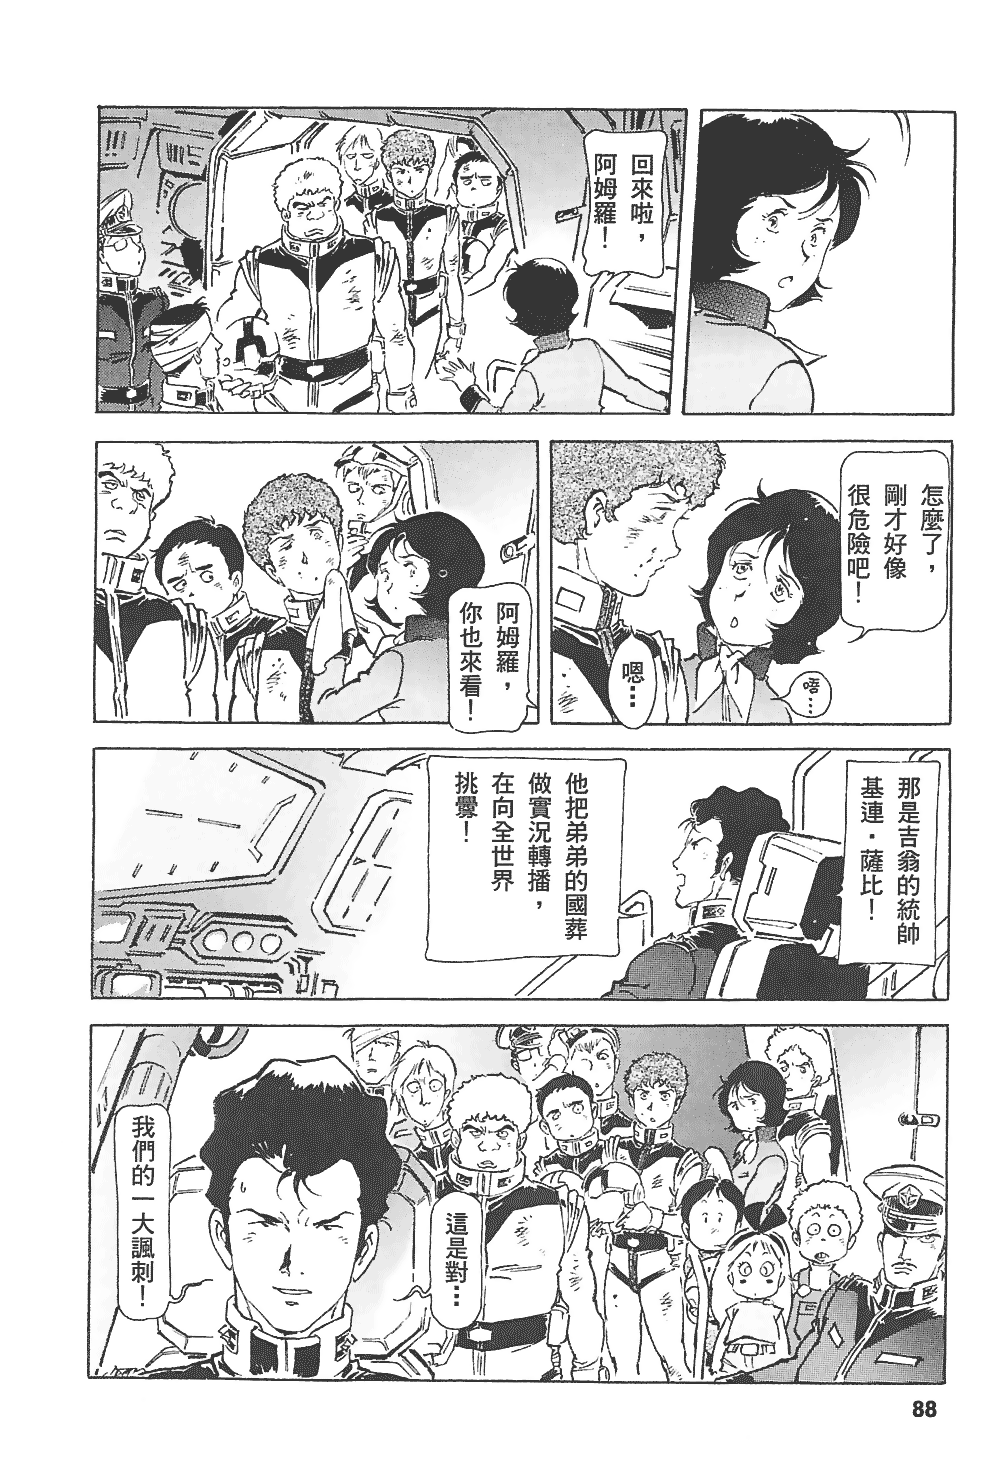 回來啦，
阿姆羅！
怎麼了，
剛才好像
很危險吧！
唔…
嗯…
阿姆羅，
你也來看！
那是吉翁的統帥
基連·薩比！
他把弟弟的國葬
做實況轉播，
在向全世界
挑釁！
這是對…
我們的一大諷刺！
88